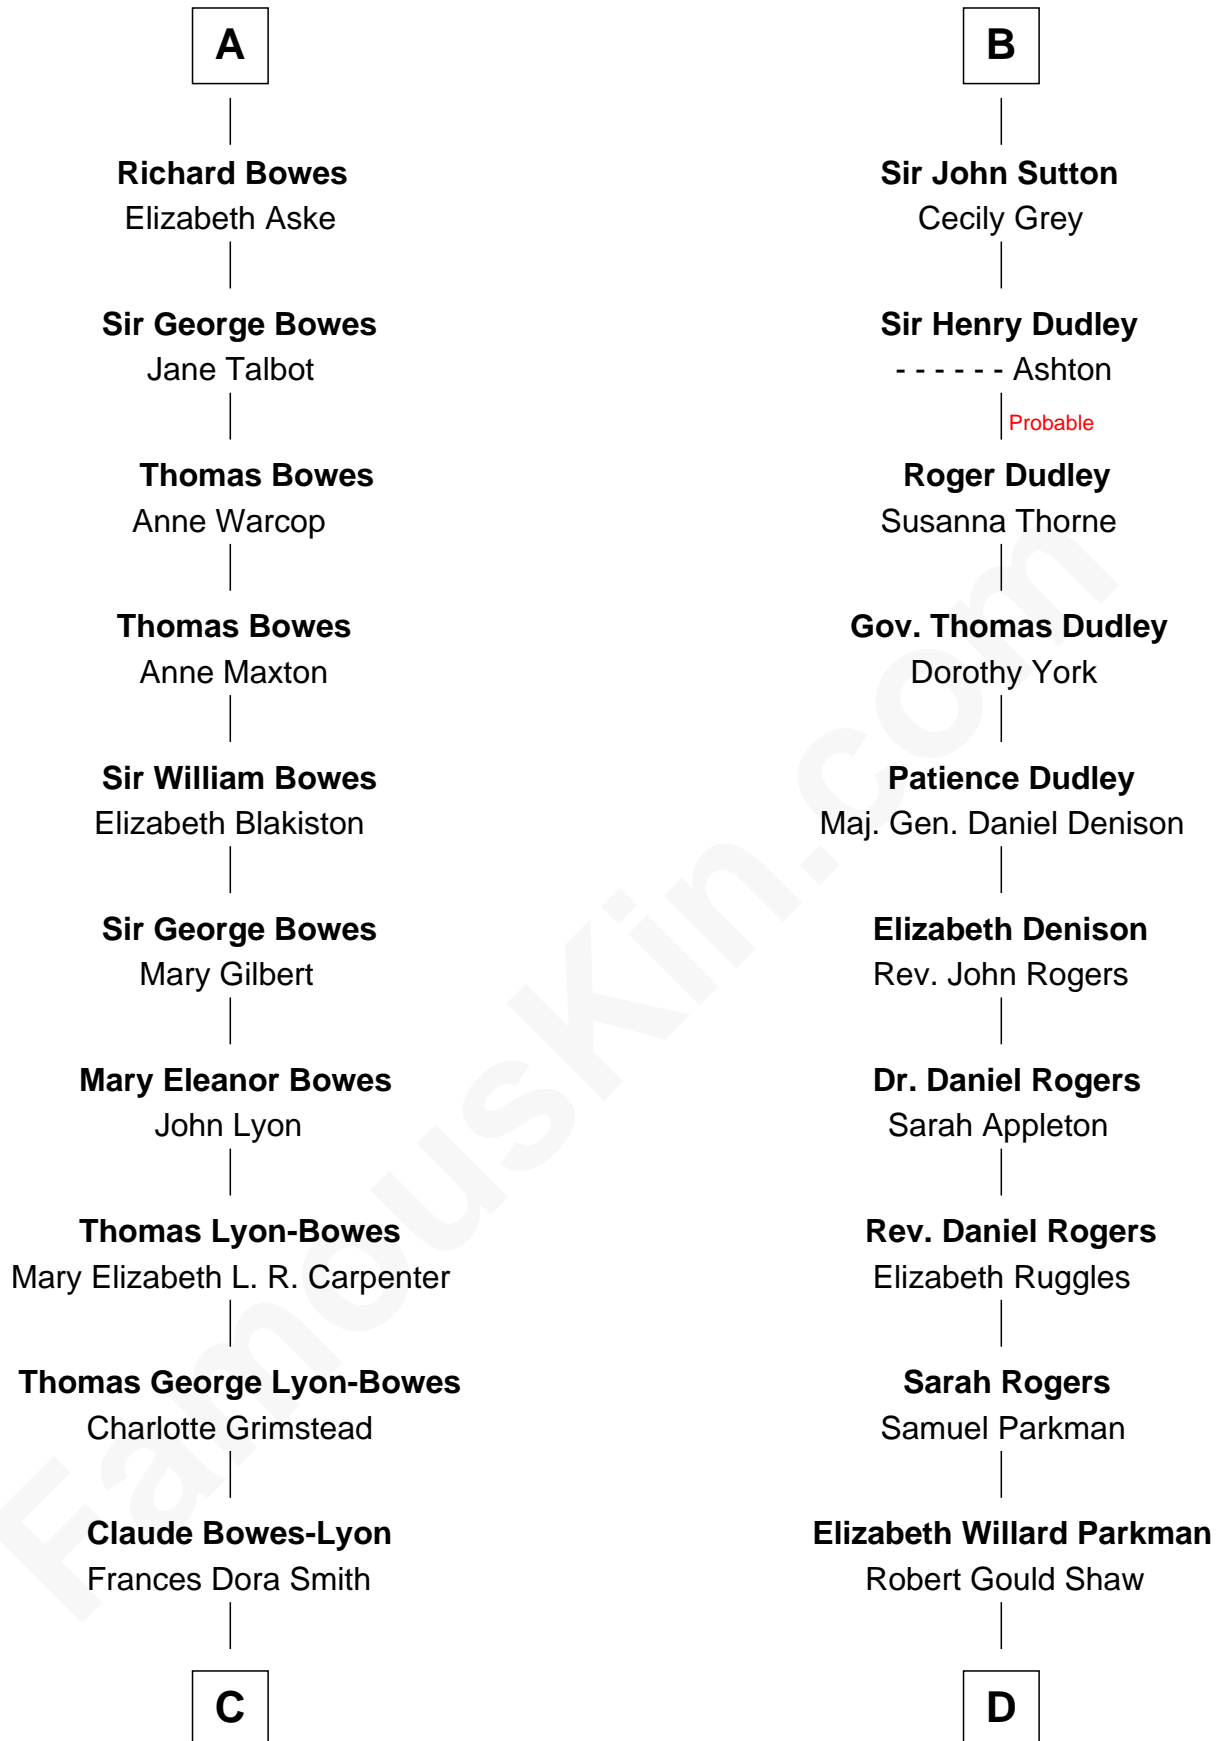 A
Richard Bowes
Elizabeth Aske
Sir George Bowes
Jane Talbot
Thomas Bowes
Anne Warcop
Thomas Bowes
Anne Maxton
Sir William Bowes
Elizabeth Blakiston
Sir George Bowes
Mary Gilbert
Mary Eleanor Bowes
John Lyon
Thomas Lyon-Bowes
Mary Elizabeth L. R. Carpenter
Thomas George Lyon-Bowes
Charlotte Grimstead
Claude Bowes-Lyon
Frances Dora Smith
C
B
Sir John Sutton
Cecily Grey
Sir Henry Dudley
- - - - - - Ashton
Probable
Roger Dudley
Susanna Thorne
Gov. Thomas Dudley
Dorothy York
Patience Dudley
Maj. Gen. Daniel Denison
Elizabeth Denison
Rev. John Rogers
Dr. Daniel Rogers
Sarah Appleton
Rev. Daniel Rogers
Elizabeth Ruggles
Sarah Rogers
Samuel Parkman
Elizabeth Willard Parkman
Robert Gould Shaw
D
FamousKin.com